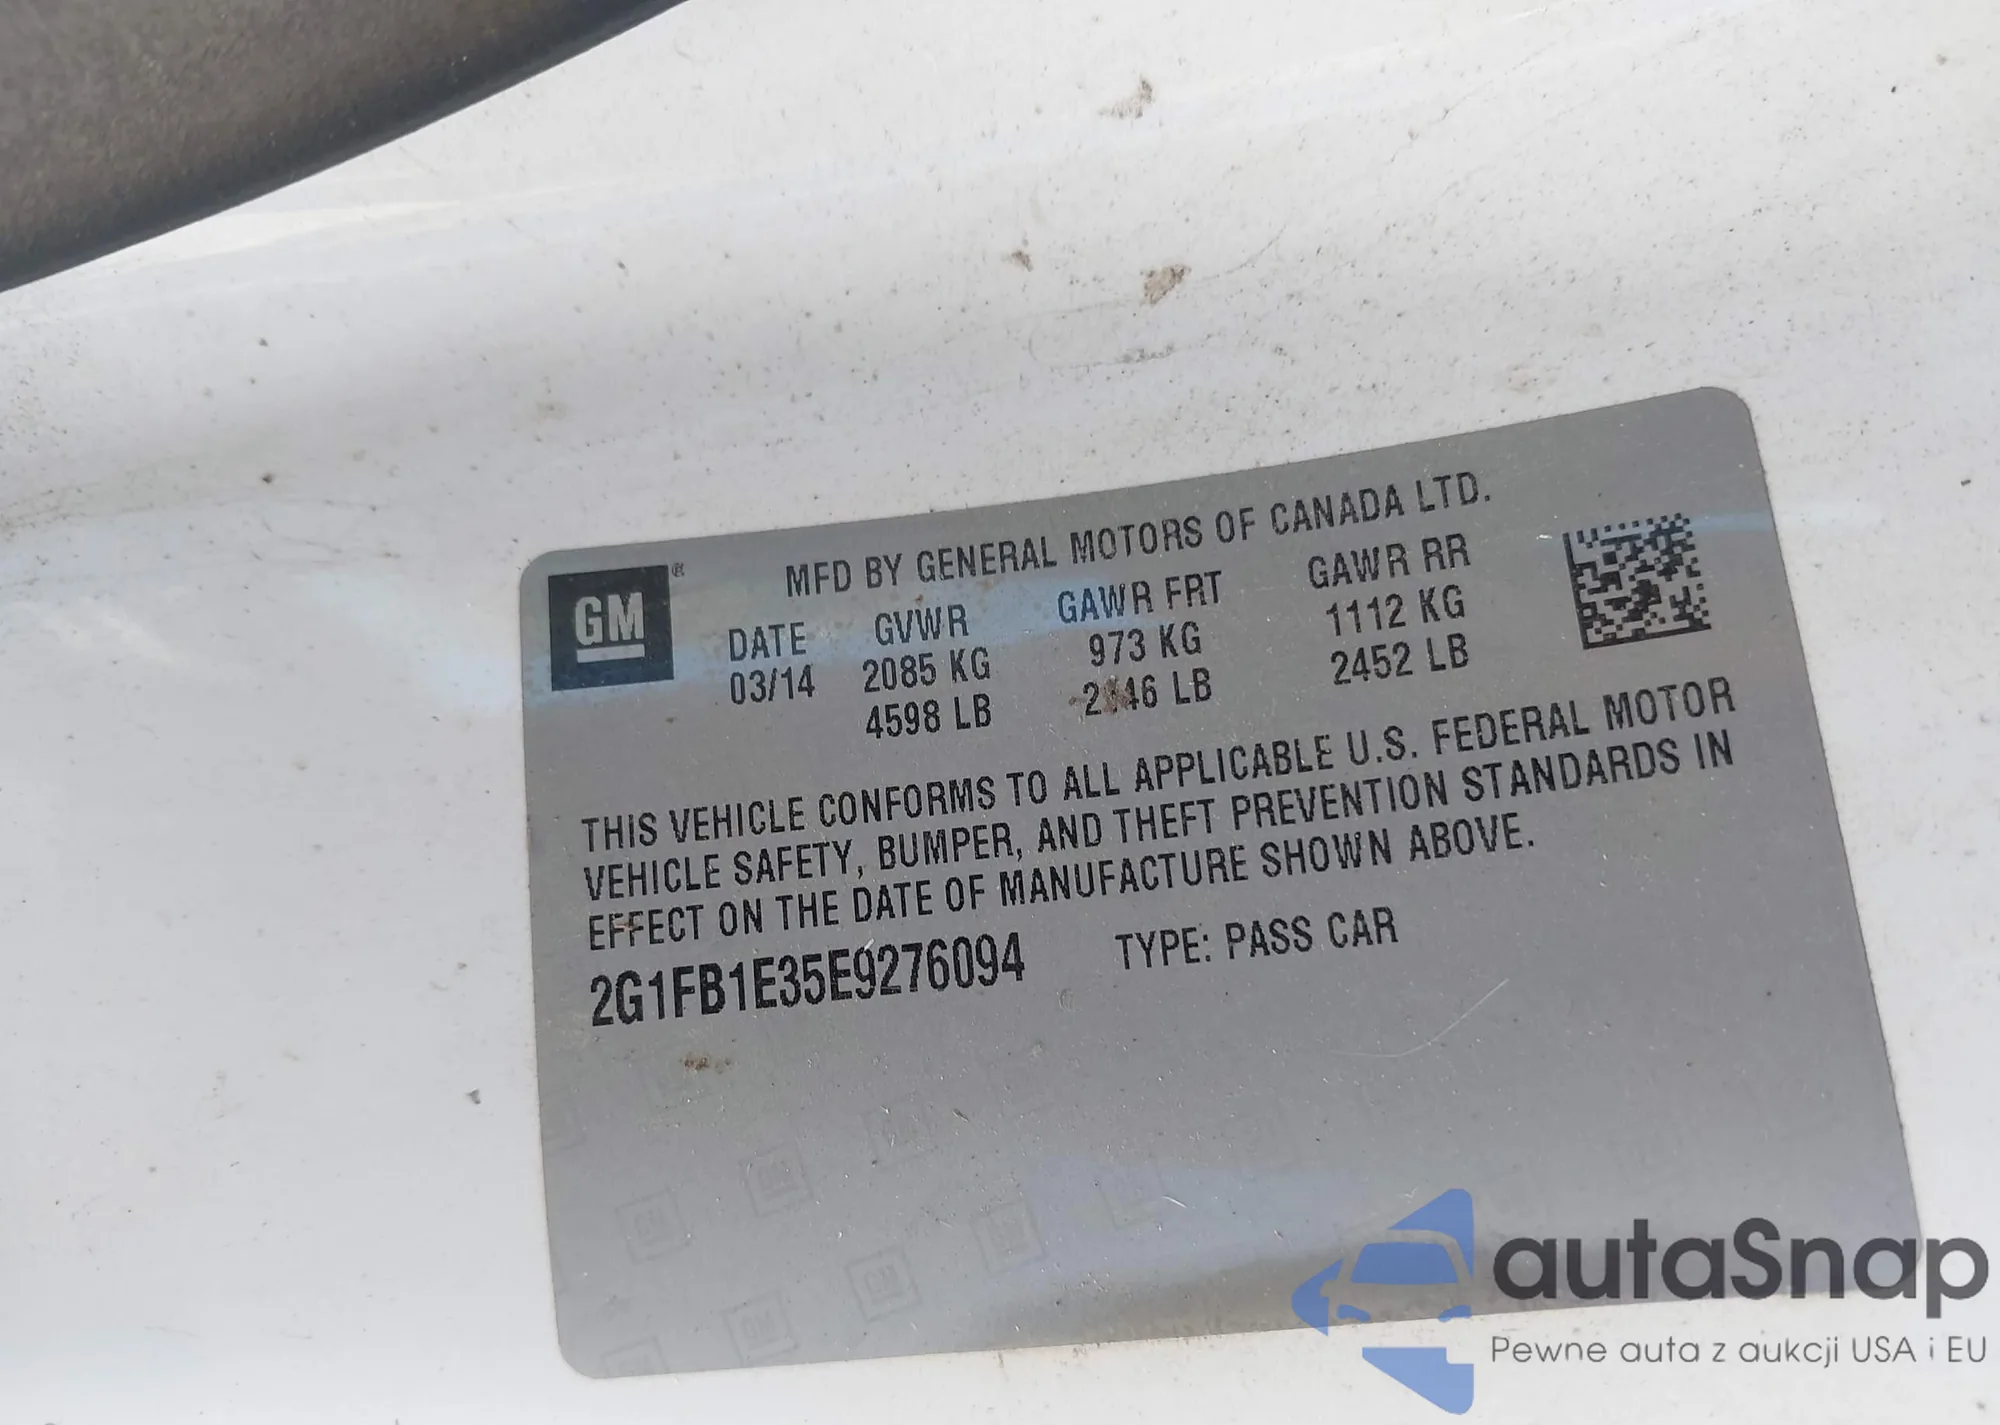 MFD BY GENERAL MOTORS OF CANADA LTD.
GM®
DATE GVWR GAWR FRT GAWR RR
03/14 2085 KG 973 KG 1112 KG
4598 LB 2146 LB 2452 LB
THIS VEHICLE CONFORMS TO ALL APPLICABLE U.S. FEDERAL MOTOR
VEHICLE SAFETY, BUMPER, AND THEFT PREVENTION STANDARDS IN
EFFECT ON THE DATE OF MANUFACTURE SHOWN ABOVE.
2G1FB1E35E9276094 TYPE: PASS CAR
autaSnap
Pewne auta z aukcji USA i EU